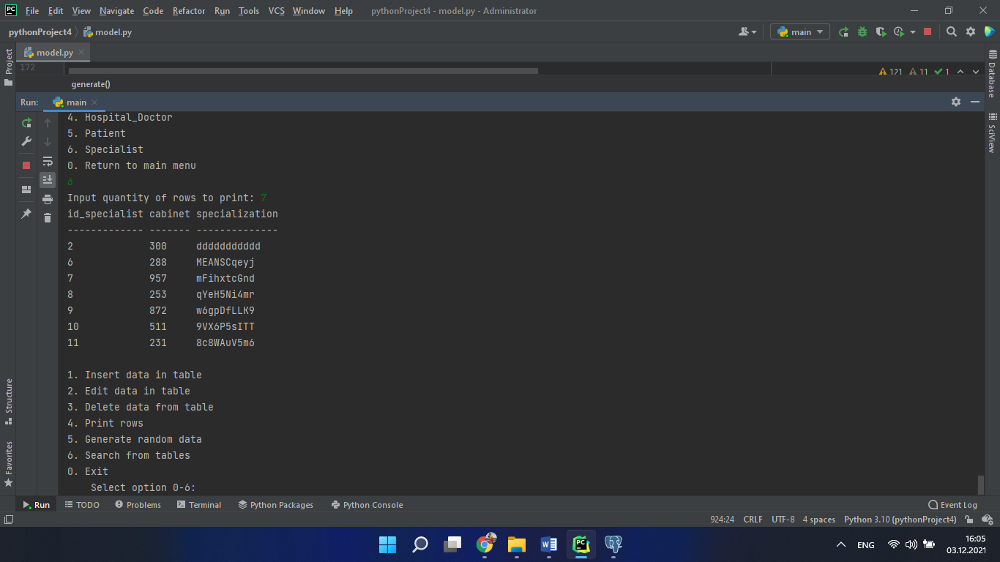 PC File Edit View Navigate Code Refactor Run Tools VCS Window Help pythonProject4 - model.py - Administrator
pythonProject4 model.py main
Project
model.py
172 121 11 1
generate()
Run: main
4. Hospital_Doctor
5. Patient
6. Specialist
0. Return to main menu
6
Input quantity of rows to print: 7
id_specialist cabinet specialization
------------- ------- --------------
2 300 ddddddddddd
6 288 MEANSCqeyj
7 957 mFihxtcGnd
8 253 qYeH5Ni4mr
9 872 w6gpDfLLK9
10 511 9VX6P5sITT
11 231 8c8WAuV5m6
1. Insert data in table
2. Edit data in table
3. Delete data from table
4. Print rows
5. Generate random data
6. Search from tables
0. Exit
Select option 0-6:
Structure
Favorites
Database
SciView
Run TODO Problems Terminal Python Packages Python Console Event Log
924:24 CRLF UTF-8 4 spaces Python 3.10 (pythonProject4)
W PC ENG 16:05
03.12.2021